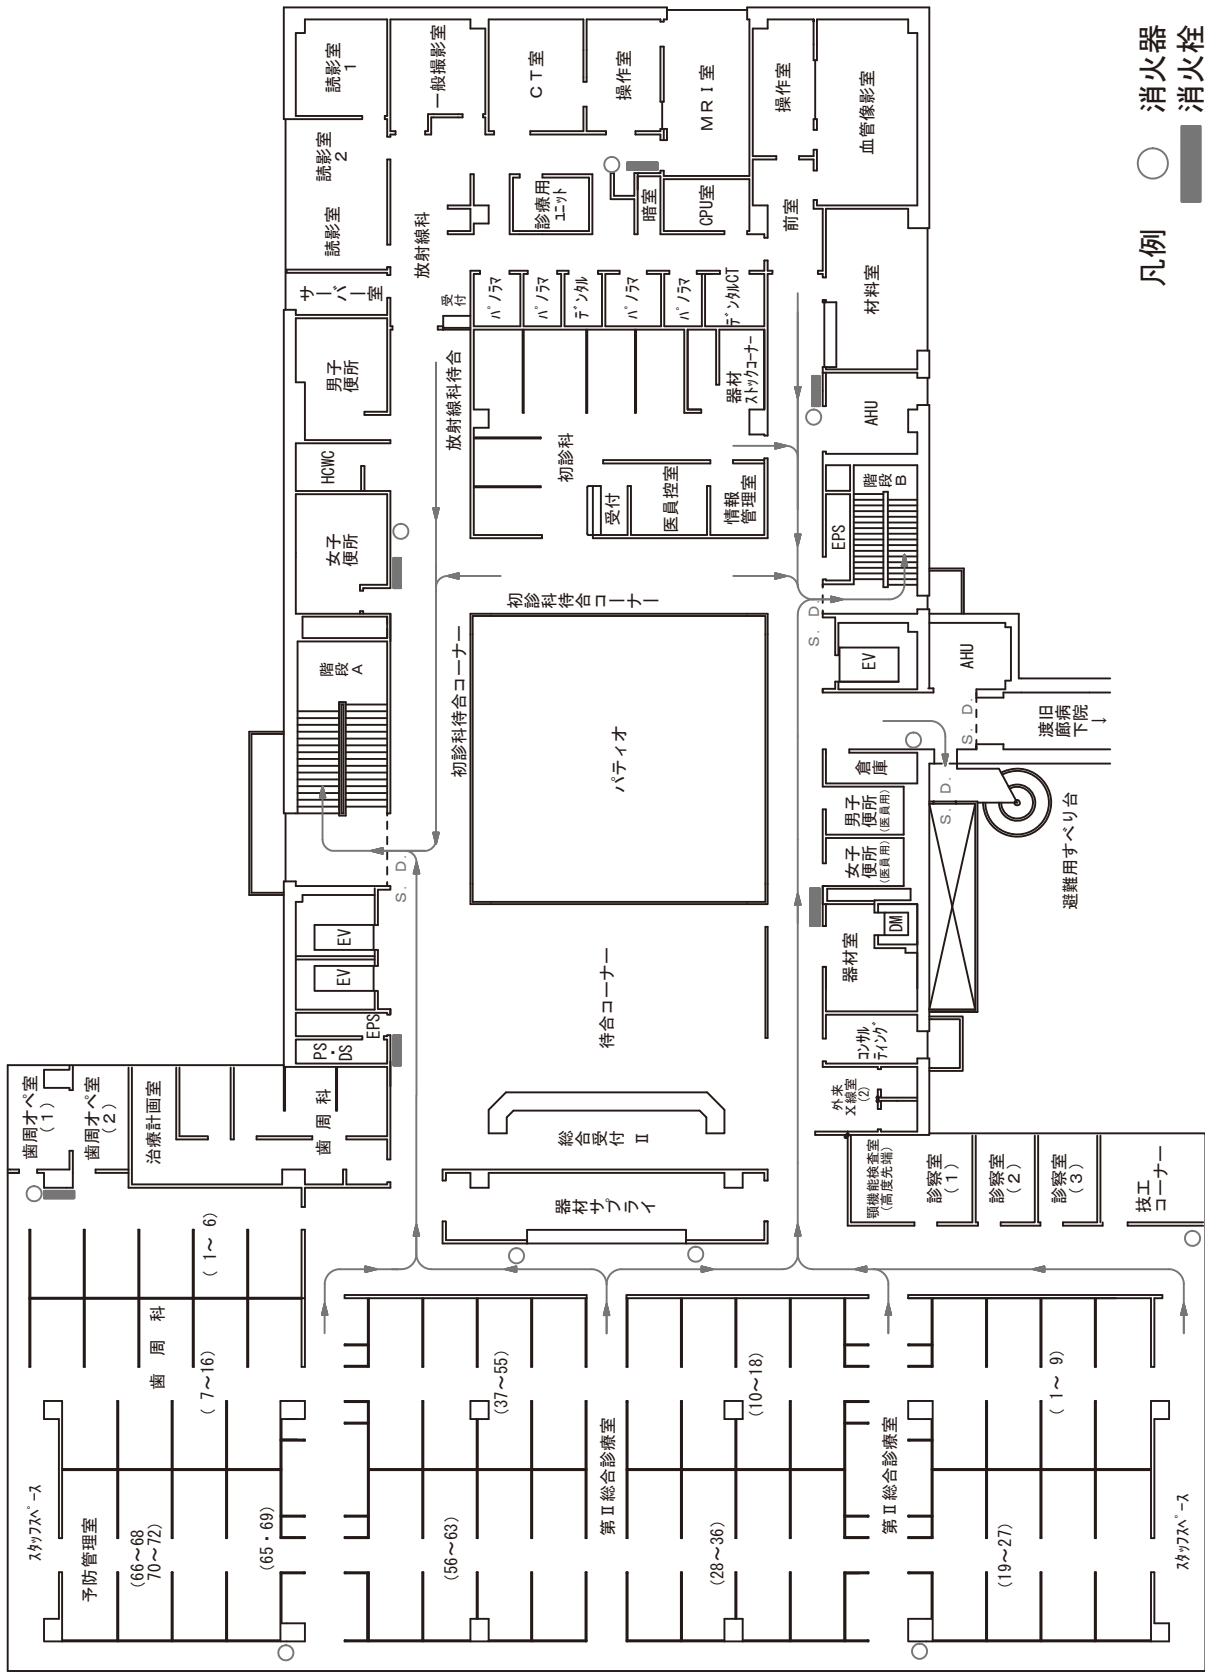 読影室
1
一般撮影室
CT室
操作室
MRI室
操作室
血管像影室
読影室
2
読影室
放射線科
診療用
ユニット
暗室
CPU室
前室
材料室
サーバー室
受付
パノラマ
パノラマ
デンタル
パノラマ
パノラマ
デンタルCT
男子
便所
放射線科待合
器材
ストックコーナー
AHU
HCWC
初診科
受付
医員控室
情報
管理室
階段
B
EPS
女子
便所
初診科待合コーナー
S. D.
階段
A
初診科待合コーナー
パティオ
EV
AHU
S. D.
旧病院
渡廊下
↓
倉庫
男子
便所
(医員用)
女子
便所
(医員用)
S. D.
避難用すべり台
S. D.
EV
EV
EPS
PS
・
DS
待合コーナー
器材室
DM
コンサル
ティング
外来
X線室
(2)
総合受付 Ⅱ
器材サプライ
歯周オペ室
(1)
歯周オペ室
(2)
治療計画室
歯周科
顎機能検査室
(高度先端)
診察室
(1)
診察室
(2)
診察室
(3)
技工
コーナー
(1~ 6)
歯周科
( 7~16)
(37~55)
(10~18)
( 1~ 9)
第Ⅱ総合診療室
第Ⅱ総合診療室
スタッフスペース
予防管理室
(66~68
70~72)
(65・69)
(56~63)
(28~36)
(19~27)
スタッフスペース
凡例
消火器
消火栓